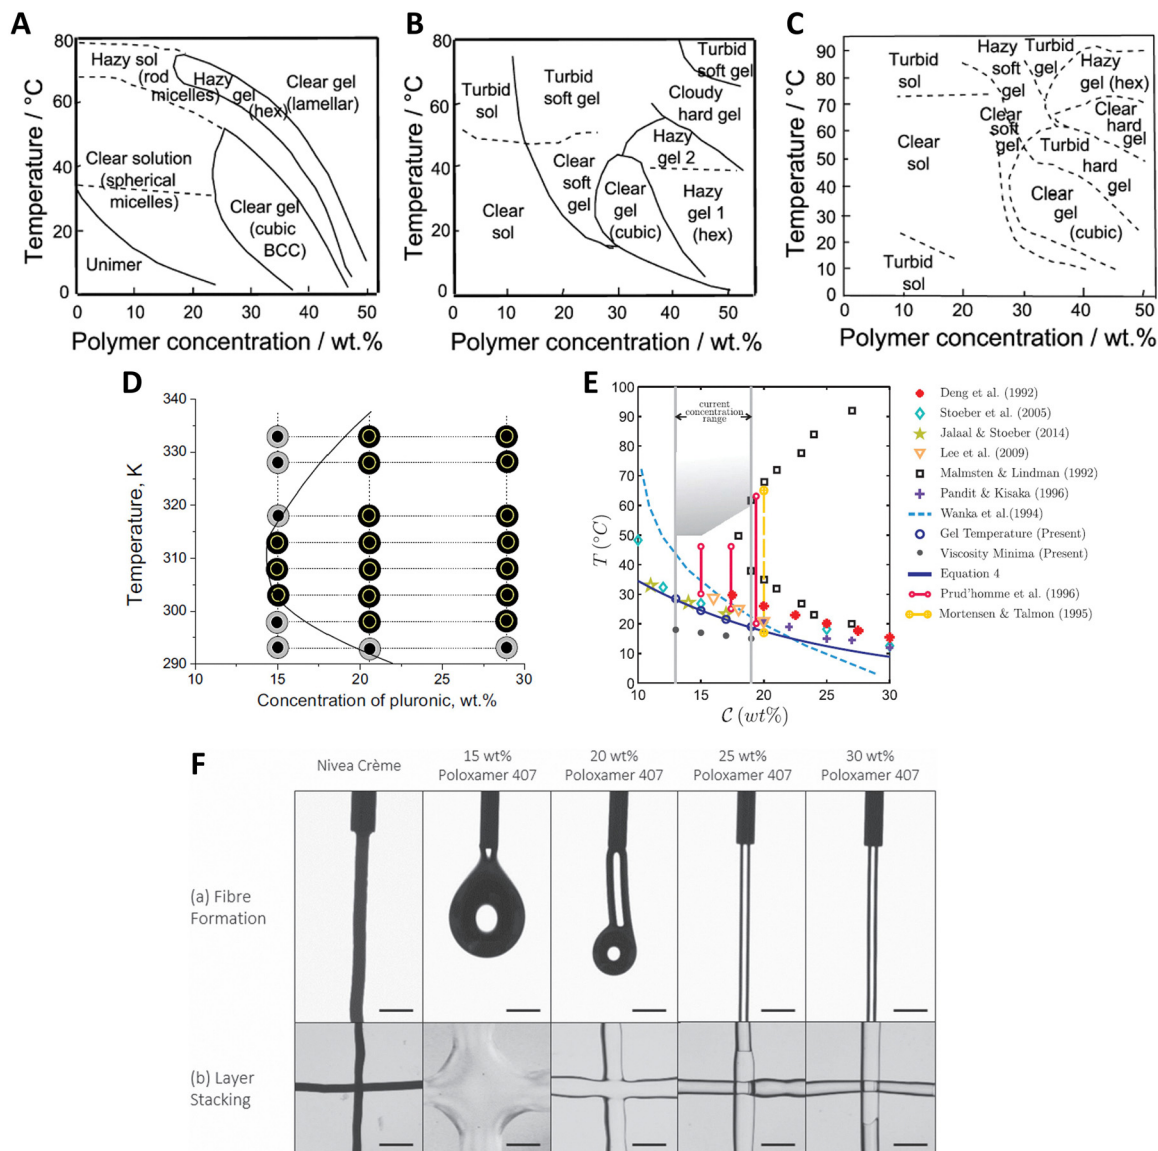 A
Temperature / °C
80
60
40
20
0
Hazy sol
(rod
micelles)
Hazy
gel
(hex)
Clear gel
(lamellar)
Clear solution
(spherical
micelles)
Clear gel
(cubic
BCC)
Unimer
0 10 20 30 40 50
Polymer concentration / wt.%
B
Temperature / °C
80
60
40
20
0
Turbid
sol
Turbid
soft gel
Turbid
soft gel
Cloudy
hard gel
Hazy
gel 2
Clear
soft
gel
Clear
gel
(cubic)
Hazy
gel 1
(hex)
Clear
sol
0 10 20 30 40 50
Polymer concentration / wt.%
C
Temperature / °C
90
80
70
60
50
40
30
20
10
0
Turbid
sol
Hazy
soft
gel
Turbid
gel
Hazy
gel (hex)
Clear
soft
gel
Clear
hard
gel
Clear
sol
Turbid
hard
gel
Clear
gel
(cubic)
Turbid
sol
0 10 20 30 40 50
Polymer concentration / wt.%
D
Temperature, K
340
330
320
310
300
290
10 15 20 25 30
Concentration of pluronic, wt.%
E
T (°C)
100
90
80
70
60
50
40
30
20
10
0
current
concentration
range
10 15 20 25 30
C (wt%)
Deng et al. (1992)
Stoeber et al. (2005)
Jalaal & Stoeber (2014)
Lee et al. (2009)
Malmsten & Lindman (1992)
Pandit & Kisaka (1996)
Wanka et al.(1994)
Gel Temperature (Present)
Viscosity Minima (Present)
Equation 4
Prud'homme et al. (1996)
Mortensen & Talmon (1995)
F
Nivea Crème
15 wt%
Poloxamer 407
20 wt%
Poloxamer 407
25 wt%
Poloxamer 407
30 wt%
Poloxamer 407
(a) Fibre
Formation
(b) Layer
Stacking